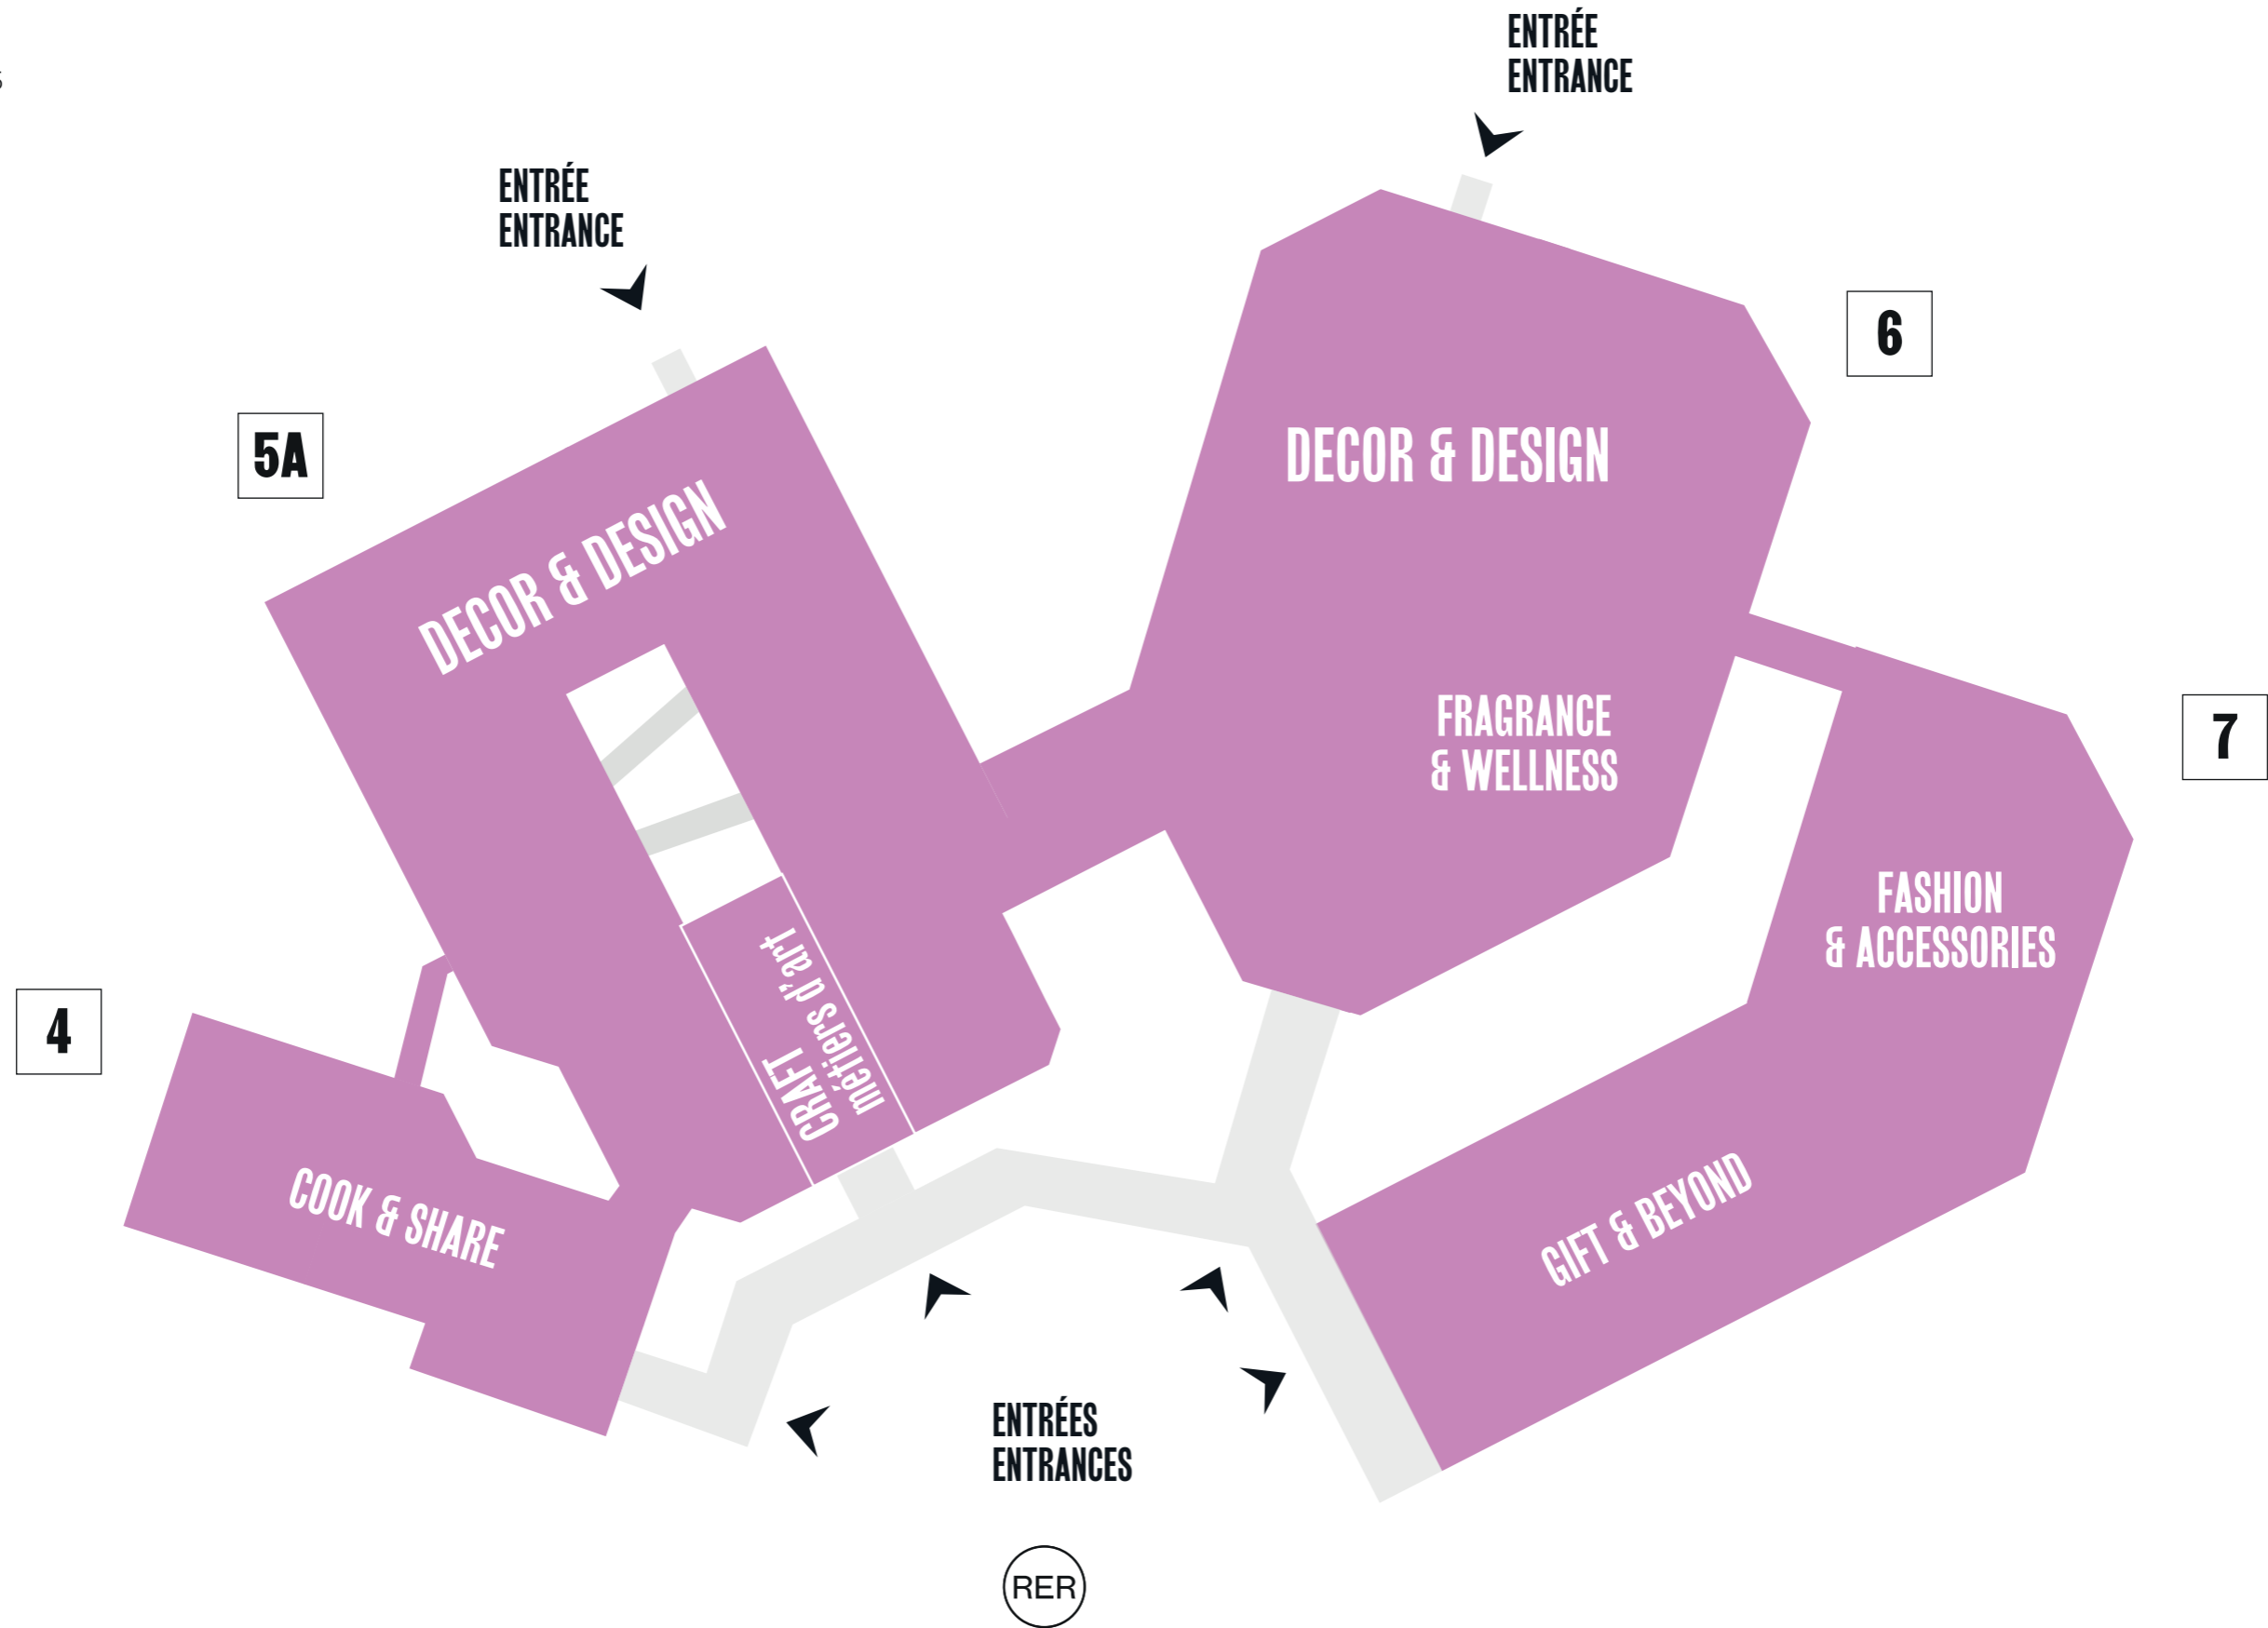 S
ENTRÉE
ENTRANCE
ENTRÉE
ENTRANCE
5A
6
DECOR & DESIGN
DECOR & DESIGN
FRAGRANCE
& WELLNESS
7
FASHION
& ACCESSORIES
4
CRAFT
métiers d'art
COOK & SHARE
GIFT & BEYOND
ENTRÉES
ENTRANCES
RER